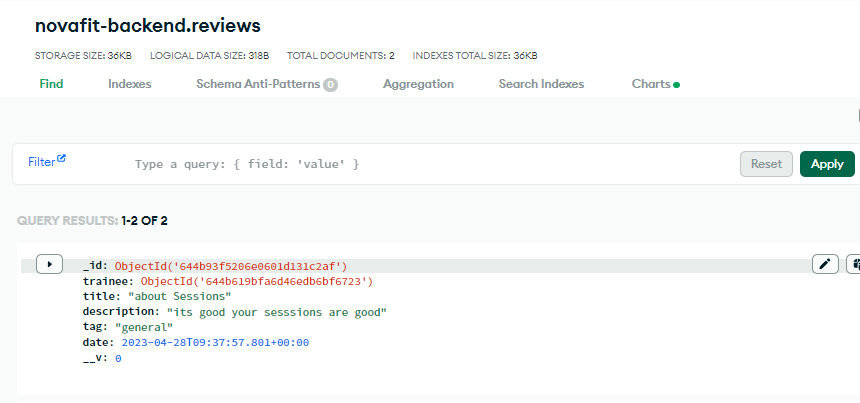 novafit-backend.reviews
STORAGE SIZE: 36KB LOGICAL DATA SIZE: 318B TOTAL DOCUMENTS: 2 INDEXES TOTAL SIZE: 36KB
Find Indexes Schema Anti-Patterns 0 Aggregation Search Indexes Charts
Filter Type a query: { field: 'value' } Reset Apply
QUERY RESULTS: 1-2 OF 2
_id: ObjectId('644b93f5206e0601d131c2af')
trainee: ObjectId('644b619bfa6d46edb6bf6723')
title: "about Sessions"
description: "its good your sesssions are good"
tag: "general"
date: 2023-04-28T09:37:57.801+00:00
__v: 0